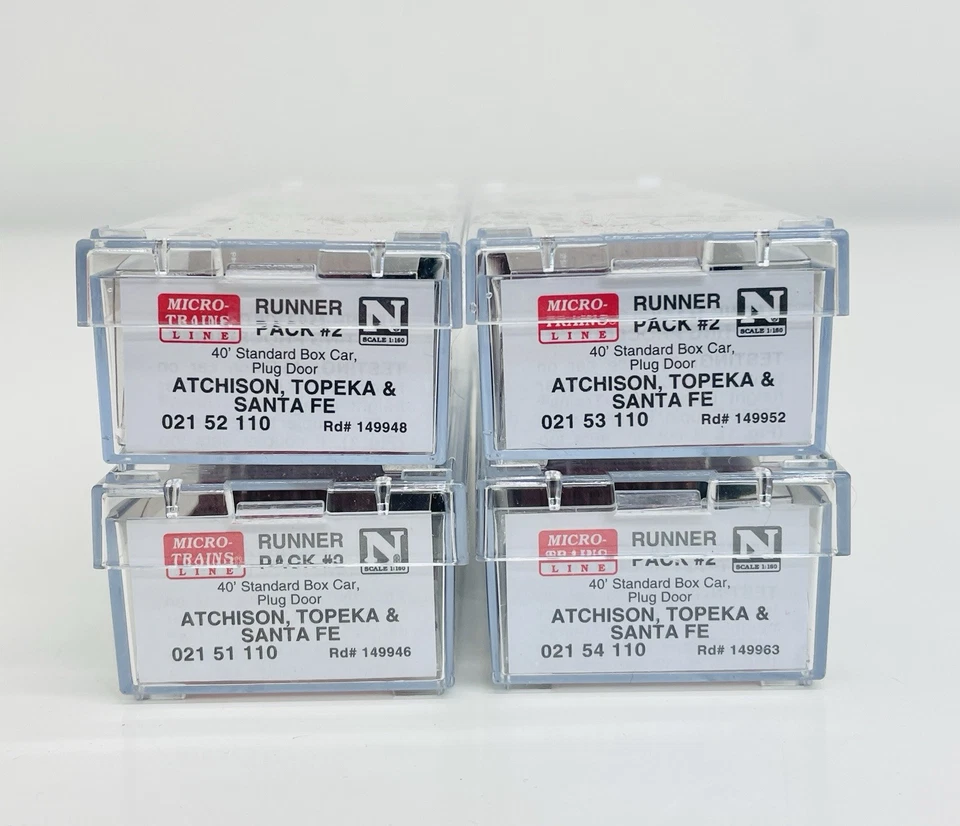 MICRO-
TRAINS
LINE
RUNNER
PACK #2
N
SCALE 1:160
40' Standard Box Car,
Plug Door
ATCHISON, TOPEKA &
SANTA FE
021 52 110 Rd# 149948
MICRO-
TRAINS
LINE
RUNNER
PACK #2
N
SCALE 1:160
40' Standard Box Car,
Plug Door
ATCHISON, TOPEKA &
SANTA FE
021 53 110 Rd# 149952
MICRO-
TRAINS
LINE
RUNNER
PACK #2
N
SCALE 1:160
40' Standard Box Car,
Plug Door
ATCHISON, TOPEKA &
SANTA FE
021 51 110 Rd# 149946
MICRO-
TRAINS
LINE
RUNNER
PACK #2
N
SCALE 1:160
40' Standard Box Car,
Plug Door
ATCHISON, TOPEKA &
SANTA FE
021 54 110 Rd# 149963